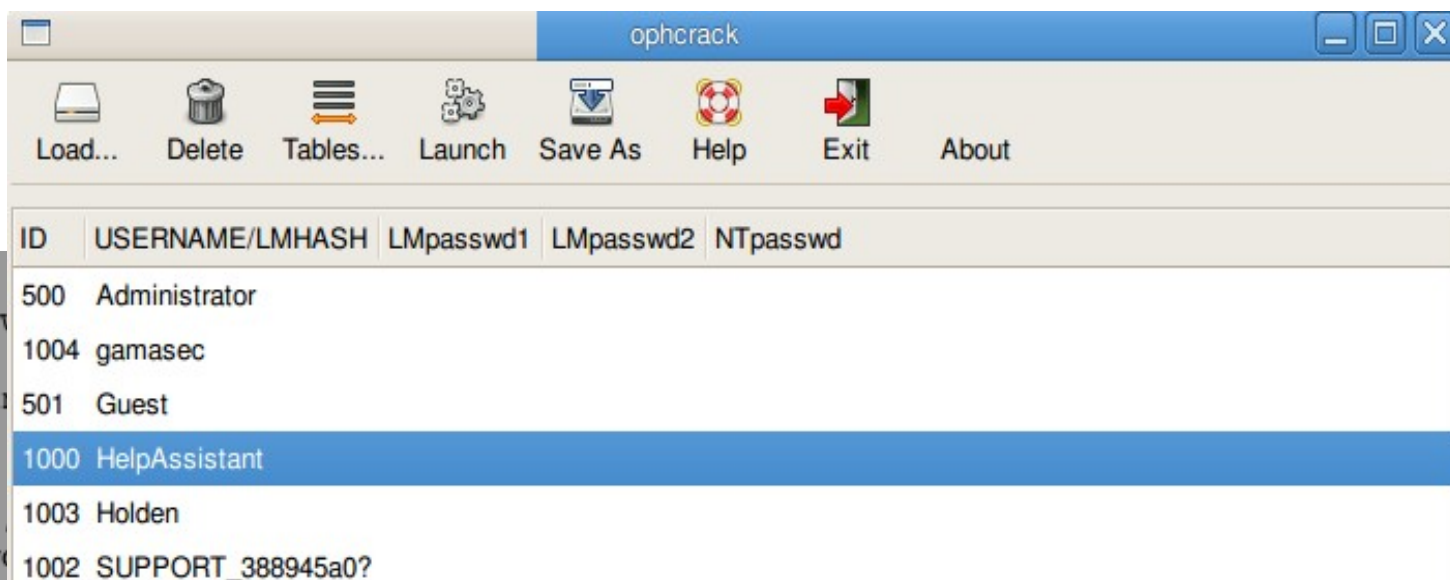 ophcrack
Load... Delete Tables... Launch Save As Help Exit About
ID USERNAME/LMHASH LMpasswd1 LMpasswd2 NTpasswd
500 Administrator
1004 gamasec
501 Guest
1000 HelpAssistant
1003 Holden
1002 SUPPORT_388945a0?